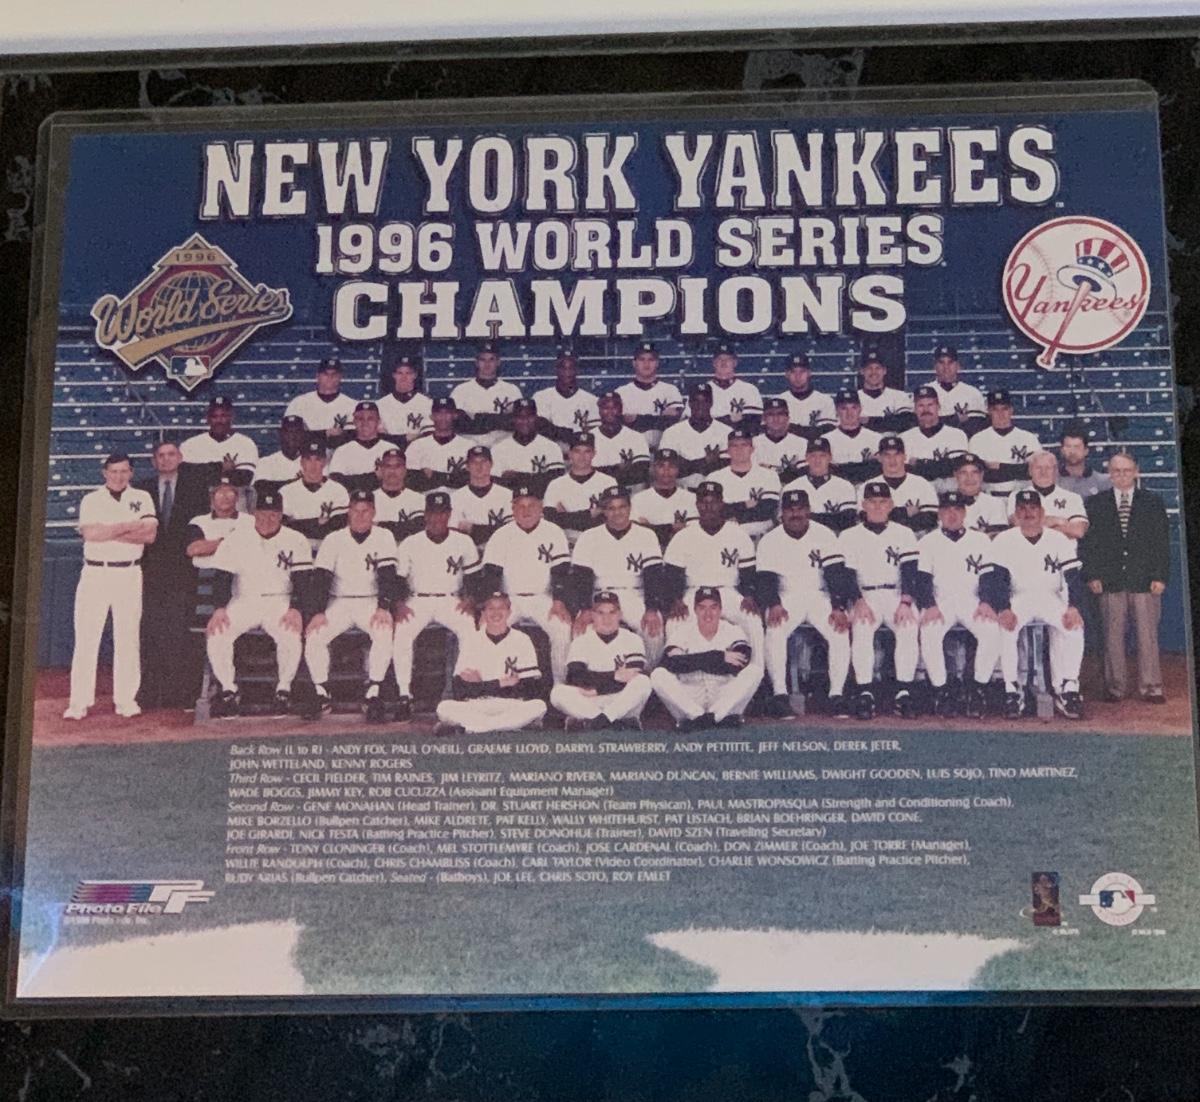 NEW YORK YANKEES
1996 WORLD SERIES
CHAMPIONS
1996
World Series
Yankees
Back Row (L to R) - ANDY FOX, PAUL O'NEILL, GRAEME LLOYD, DARRYL STRAWBERRY, ANDY PETTITTE, JEFF NELSON, DEREK JETER,
JOHN WETTELAND, KENNY ROGERS
Third Row - CECIL FIELDER, TIM RAINES, JIM LEYRITZ, MARIANO RIVERA, MARIANO DUNCAN, BERNIE WILLIAMS, DWIGHT GOODEN, LUIS SOJO, TINO MARTINEZ,
WADE BOGGS, JIMMY KEY, ROB CUCUZZA (Assisant Equipment Manager)
Second Row - GENE MONAHAN (Head Trainer), DR. STUART HERSHON (Team Physican), PAUL MASTROPASQUA (Strength and Conditioning Coach),
MIKE BORZELLO (Bullpen Catcher), MIKE ALDRETE, PAT KELLY, WALLY WHITEHURST, PAT LISTACH, BRIAN BOEHRINGER, DAVID CONE,
JOE GIRARDI, NICK TESTA (Batting Practice Pitcher), STEVE DONOHUE (Trainer), DAVID SZEN (Traveling Secretary)
Front Row - TONY CLONINGER (Coach), MEL STOTTLEMYRE (Coach), JOSE CARDENAL (Coach), DON ZIMMER (Coach), JOE TORRE (Manager),
WILLIE RANDOLPH (Coach), CHRIS CHAMBLISS (Coach), CARL TAYLOR (Video Coordinator), CHARLIE WONSOWICZ (Batting Practice Pitcher),
RUDY ARIAS (Bullpen Catcher), Seated - (Batboys), JOE LEE, CHRIS SOTO, ROY EMLET
PF
Photo File